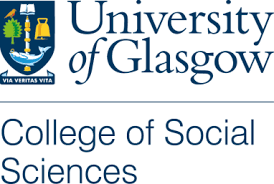 University
of Glasgow
VIA VERITAS VITA
College of Social
Sciences